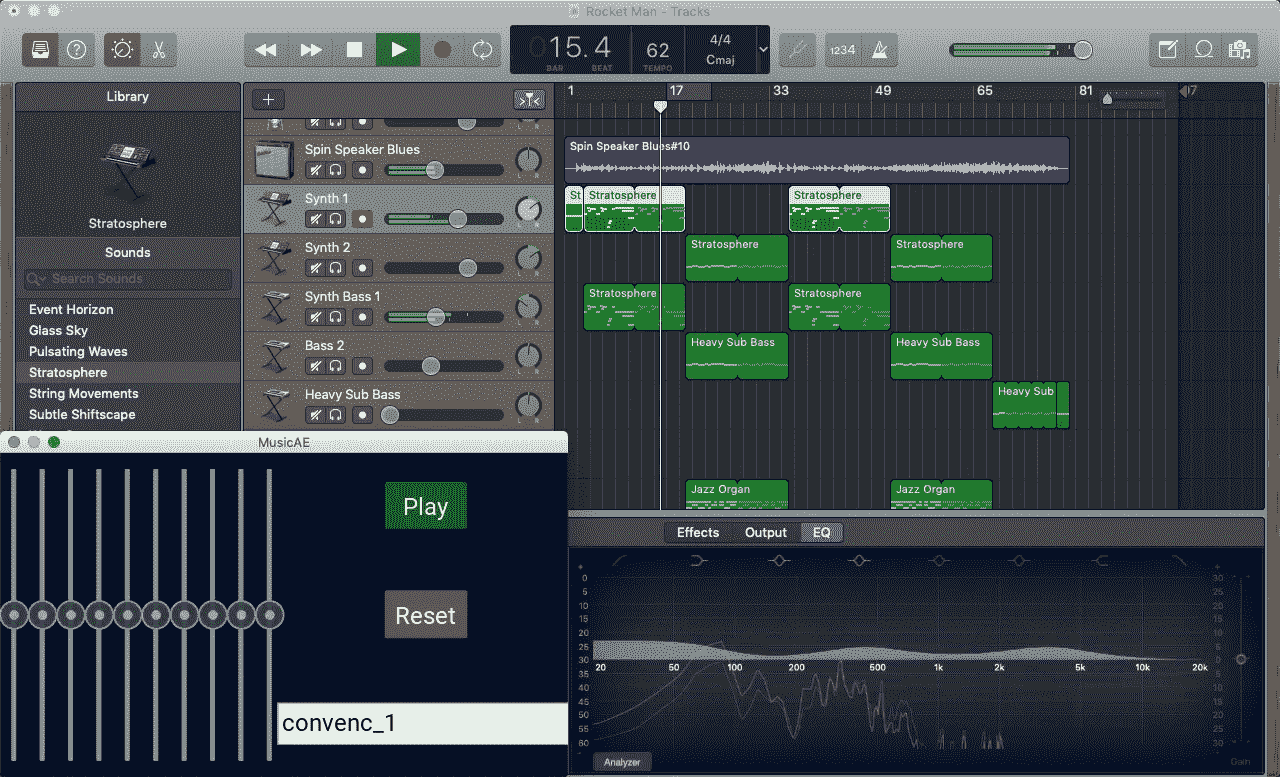 Rocket Man - Tracks
015.4 62 4/4
Cmaj
BAR BEAT TEMPO
1234
Library
Stratosphere
Sounds
Search Sounds
Event Horizon
Glass Sky
Pulsating Waves
Stratosphere
String Movements
Subtle Shiftscape
Spin Speaker Blues
L R
Synth 1
L R
Synth 2
L R
Synth Bass 1
L R
Bass 2
L R
Heavy Sub Bass
L R
1 17 33 49 65 81 97
Spin Speaker Blues#10
St Stratosphere Stratosphere
Stratosphere Stratosphere
Stratosphere Stratosphere
Heavy Sub Bass Heavy Sub Bass
Heavy Sub
Jazz Organ Jazz Organ
MusicAE
Play
Reset
convenc_1
Effects Output EQ
+ +
0 30
5 25
10 20
15 15
20 10
25 5
30 0
20 50 100 200 500 1k 2k 5k 10k 20k
35 5
40 10
45 15
50 20
55 25
60 30
Analyzer
Gain